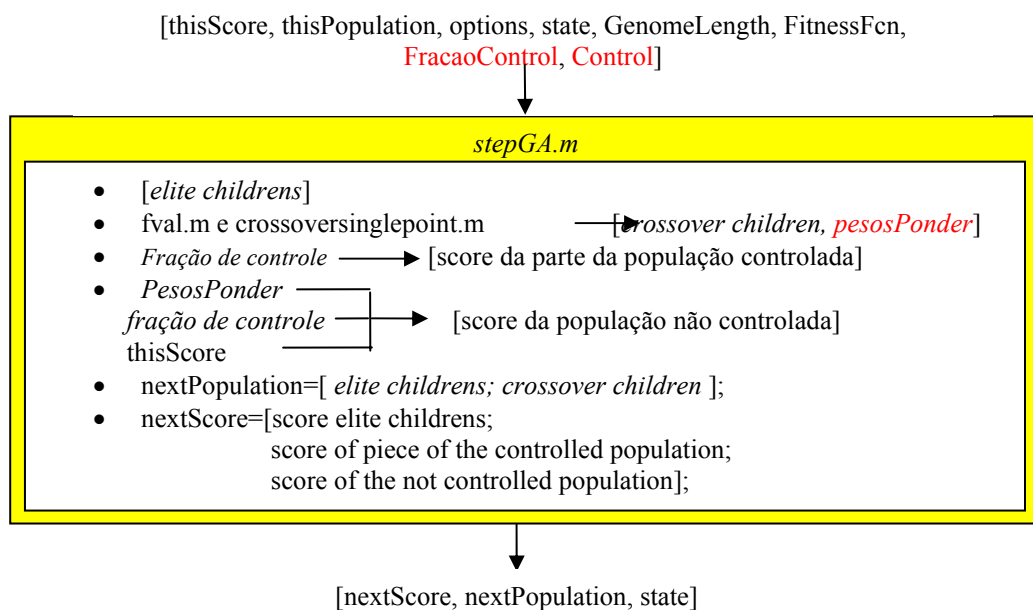 [thisScore, thisPopulation, options, state, GenomeLength, FitnessFcn,
FracaoControl, Control]
stepGA.m
• [elite childrens]
• fval.m e crossoversinglepoint.m [crossover children, pesosPonder]
• Fração de controle [score da parte da população controlada]
• PesosPonder
fração de controle [score da população não controlada]
thisScore
• nextPopulation=[ elite childrens; crossover children ];
• nextScore=[score elite childrens;
score of piece of the controlled population;
score of the not controlled population];
[nextScore, nextPopulation, state]